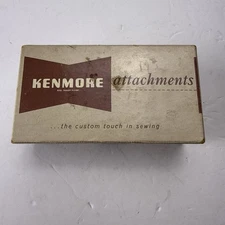 KENMORE attachments
...the custom touch in sewing